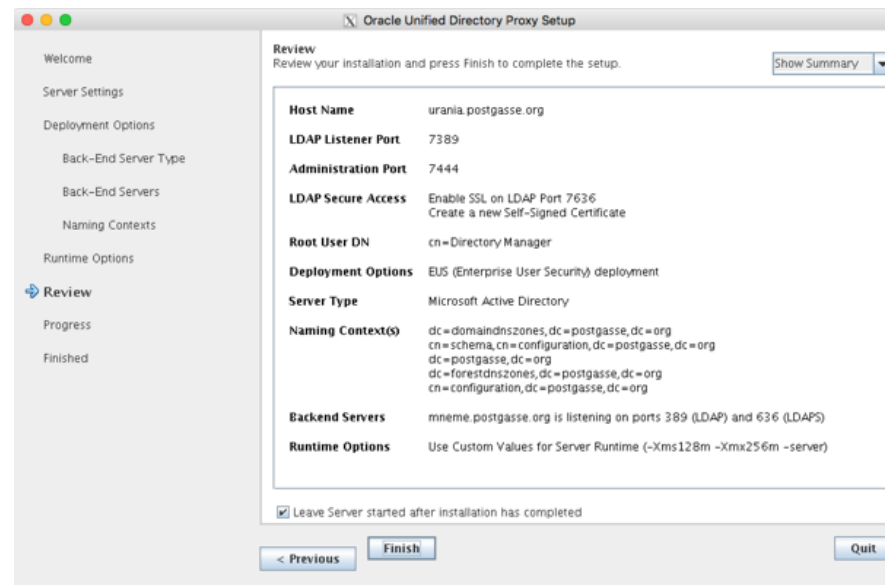 Oracle Unified Directory Proxy Setup
Welcome
Server Settings
Deployment Options
Back-End Server Type
Back-End Servers
Naming Contexts
Runtime Options
Review
Progress
Finished
Review
Review your installation and press Finish to complete the setup.
Show Summary
Host Name urania.postgasse.org
LDAP Listener Port 7389
Administration Port 7444
LDAP Secure Access Enable SSL on LDAP Port 7636
Create a new Self-Signed Certificate
Root User DN cn=Directory Manager
Deployment Options EUS (Enterprise User Security) deployment
Server Type Microsoft Active Directory
Naming Context(s) dc=domaindnszones,dc=postgasse,dc=org
cn=schema,cn=configuration,dc=postgasse,dc=org
dc=postgasse,dc=org
dc=forestdnszones,dc=postgasse,dc=org
cn=configuration,dc=postgasse,dc=org
Backend Servers mneme.postgasse.org is listening on ports 389 (LDAP) and 636 (LDAPS)
Runtime Options Use Custom Values for Server Runtime (-Xms128m -Xmx256m -server)
Leave Server started after installation has completed
< Previous
Finish
Quit